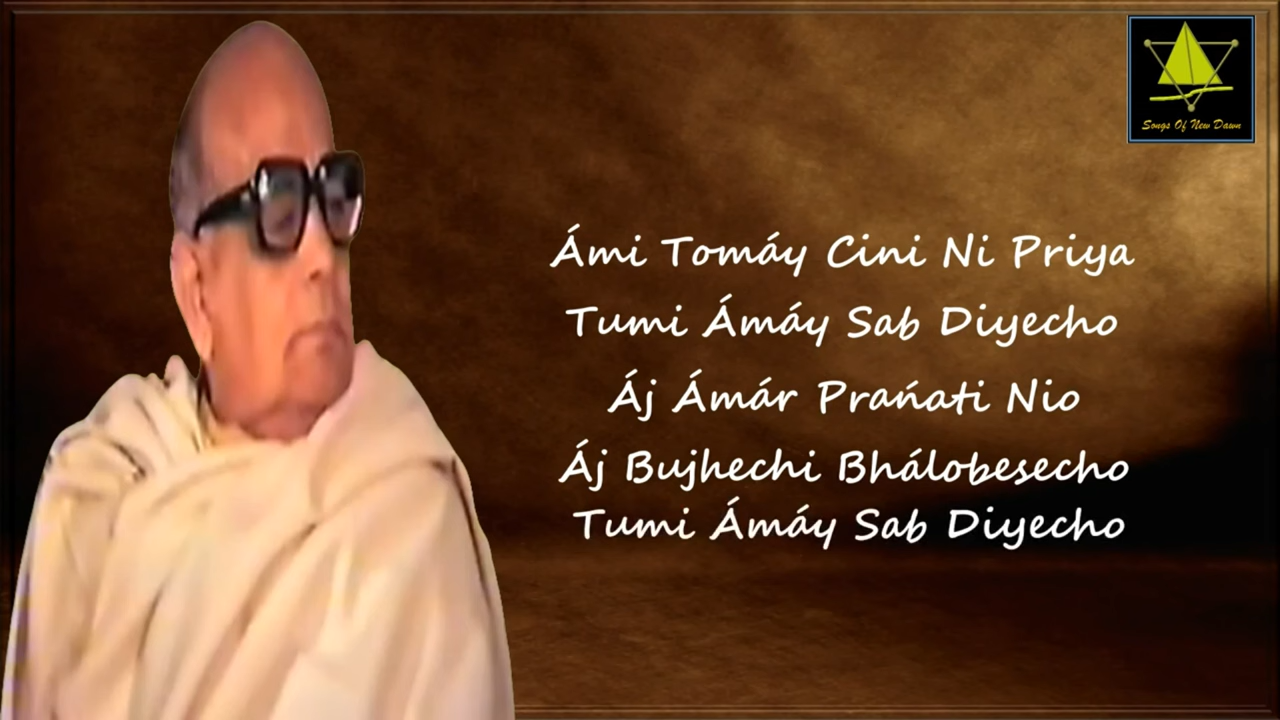 Songs Of New Dawn
Ámi Tomáy Cini Ni Priya
Tumi Ámáy Sab Diyecho
Áj Ámár Prańati Nio
Áj Bujhechi Bhálobesecho
Tumi Ámáy Sab Diyecho